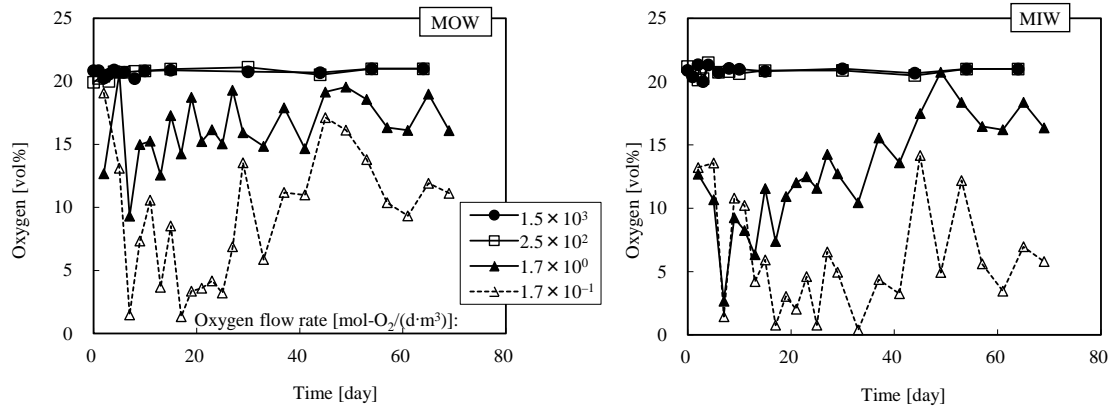 MOW
Oxygen [vol%]
25
20
15
10
5
0
0 20 40 60 80
Time [day]
Oxygen flow rate [mol-O₂/(d·m³)]:
1.5×10³
2.5×10²
1.7×10⁰
1.7×10⁻¹
MIW
Oxygen [vol%]
25
20
15
10
5
0
0 20 40 60 80
Time [day]